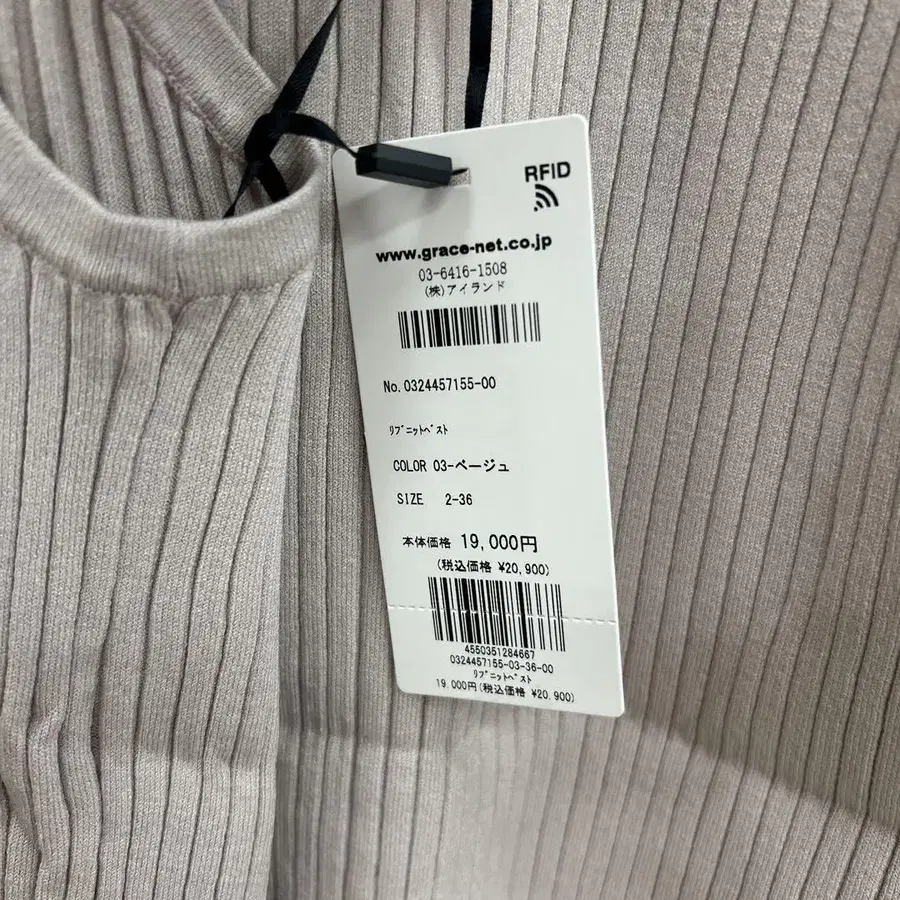 RFID
www.grace-net.co.jp
03-6416-1508
(株)アイランド
No. 0324457155-00
ﾘﾌﾞﾆｯﾄﾍﾞｽﾄ
COLOR 03-ベージュ
SIZE 2-36
本体価格 19,000円
(税込価格 ¥20,900)
4550351284667
0324457155-03-36-00
ﾘﾌﾞﾆｯﾄﾍﾞｽﾄ
19,000円(税込価格 ¥20,900)